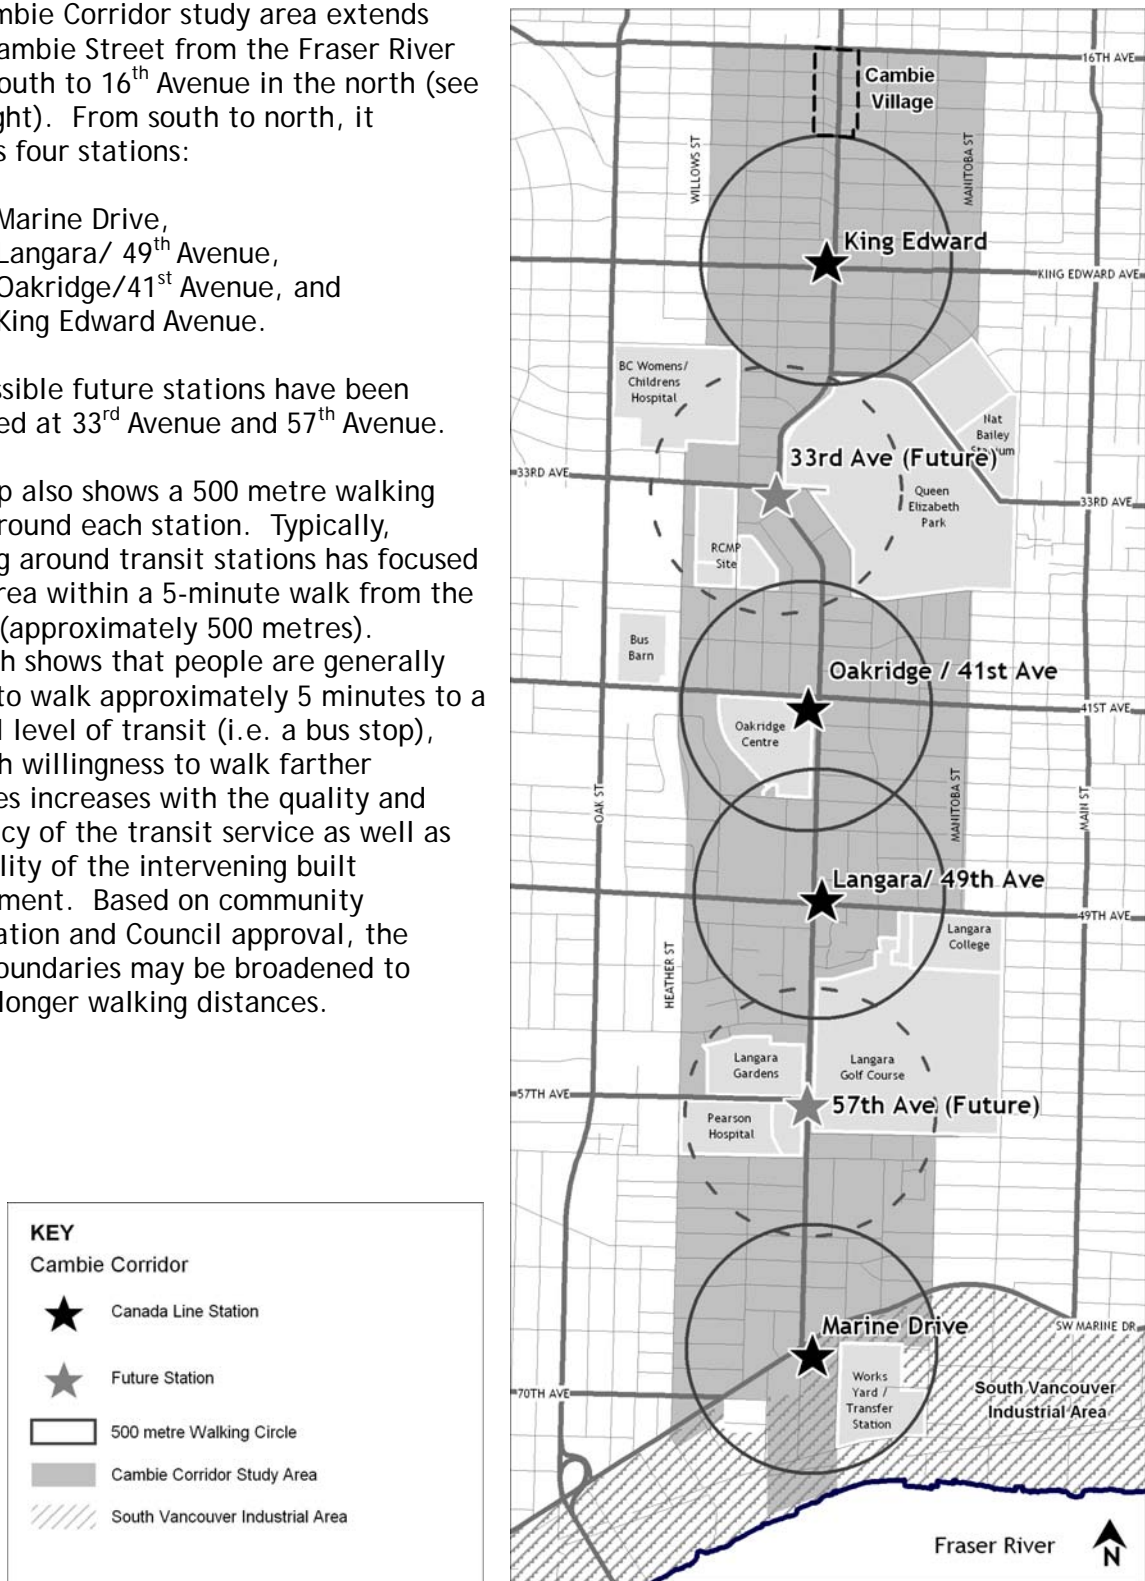 mbie Corridor study area extends
ambie Street from the Fraser River
outh to 16th Avenue in the north (see
ght). From south to north, it
s four stations:
Marine Drive,
Langara/ 49th Avenue,
Oakridge/41st Avenue, and
King Edward Avenue.
ssible future stations have been
ed at 33rd Avenue and 57th Avenue.
p also shows a 500 metre walking
round each station. Typically,
g around transit stations has focused
rea within a 5-minute walk from the
(approximately 500 metres).
h shows that people are generally
to walk approximately 5 minutes to a
l level of transit (i.e. a bus stop),
h willingness to walk farther
es increases with the quality and
cy of the transit service as well as
lity of the intervening built
ment. Based on community
ation and Council approval, the
oundaries may be broadened to
longer walking distances.
KEY
Cambie Corridor
Canada Line Station
Future Station
500 metre Walking Circle
Cambie Corridor Study Area
South Vancouver Industrial Area
16TH AVE
Cambie
Village
WILLOWS ST
MANITOBA ST
King Edward
KING EDWARD AVE
BC Womens/
Childrens
Hospital
Nat
Bailey
Stadium
33rd Ave (Future)
33RD AVE
Queen
Elizabeth
Park
33RD AVE
RCMP
Site
Bus
Barn
Oakridge / 41st Ave
41ST AVE
Oakridge
Centre
OAK ST
MANITOBA ST
MAIN ST
Langara/ 49th Ave
49TH AVE
Langara
College
HEATHER ST
Langara
Gardens
Langara
Golf Course
57TH AVE
57th Ave (Future)
Pearson
Hospital
Marine Drive
SW MARINE DR
70TH AVE
Works
Yard /
Transfer
Station
South Vancouver
Industrial Area
Fraser River
N